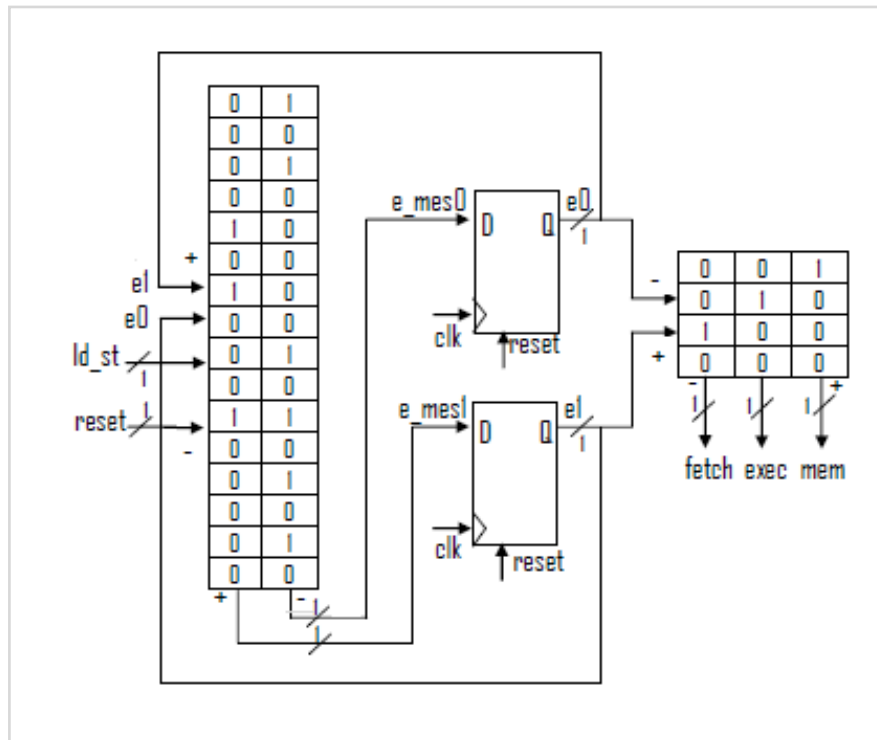 0 1
0 0
0 1
0 0
1 0
0 0
1 0
0 0
0 1
0 0
1 1
0 0
0 1
0 0
0 1
0 0
+
e1
e0
ld_st
1
reset
1
-
+ -
1
1
e_mes0
D Q
e0
1
clk
reset
e_mes1
D Q
e1
1
clk
reset
-
+
0 0 1
0 1 0
1 0 0
0 0 0
- +
1 1 1
fetch exec mem